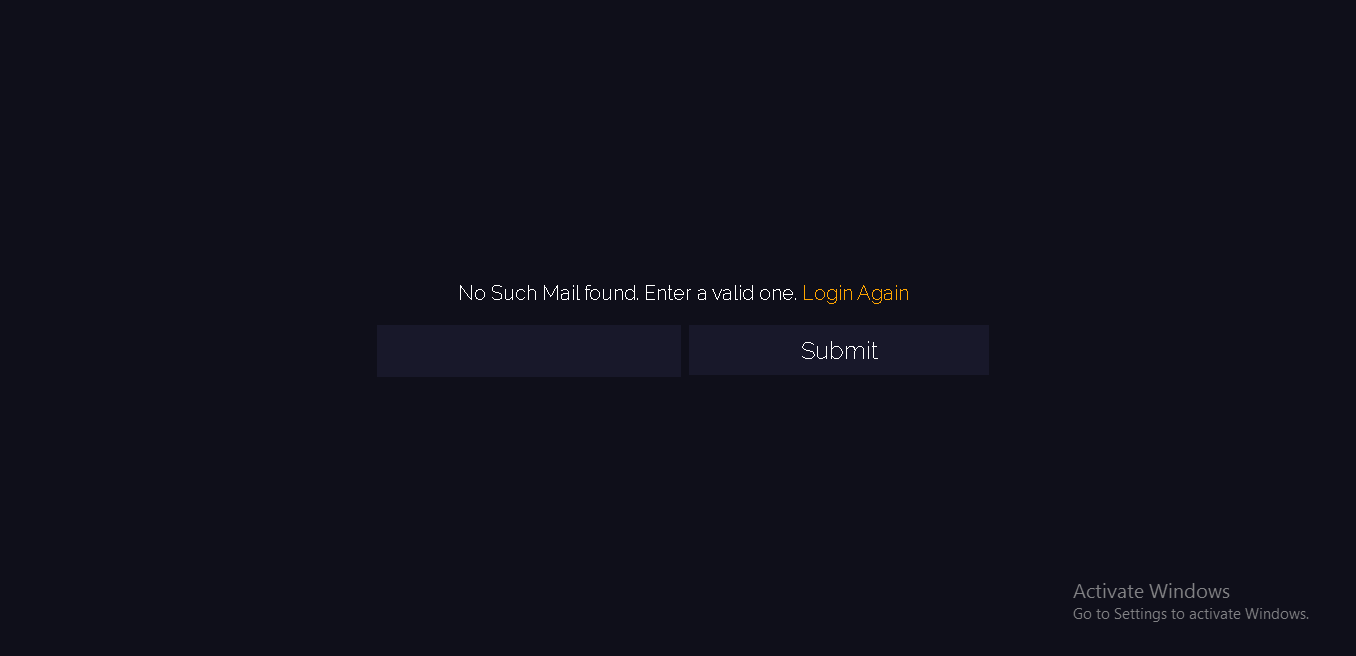 No Such Mail found. Enter a valid one. Login Again
Submit
Activate Windows
Go to Settings to activate Windows.